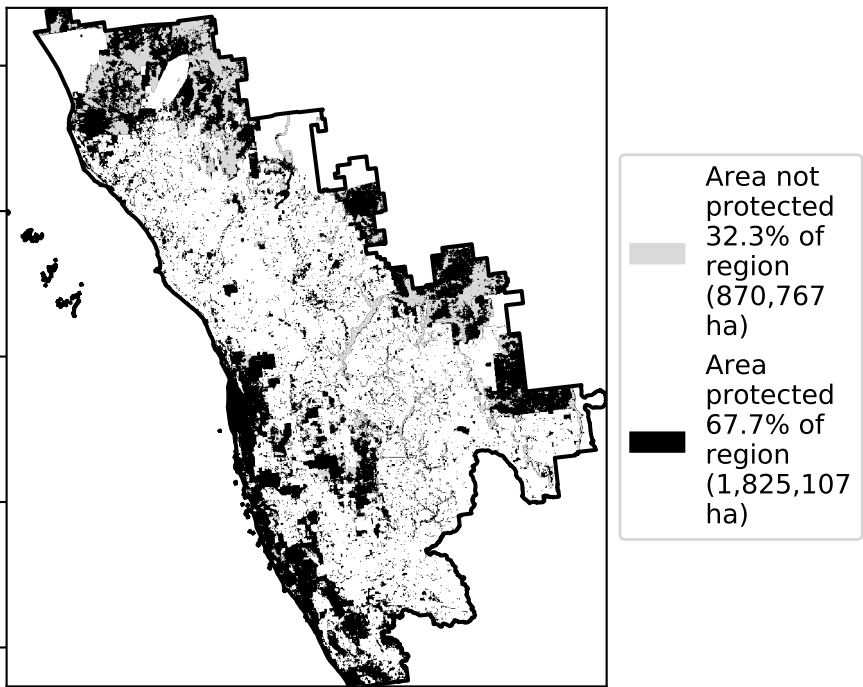 Area not
protected
32.3% of
region
(870,767
ha)
Area
protected
67.7% of
region
(1,825,107
ha)